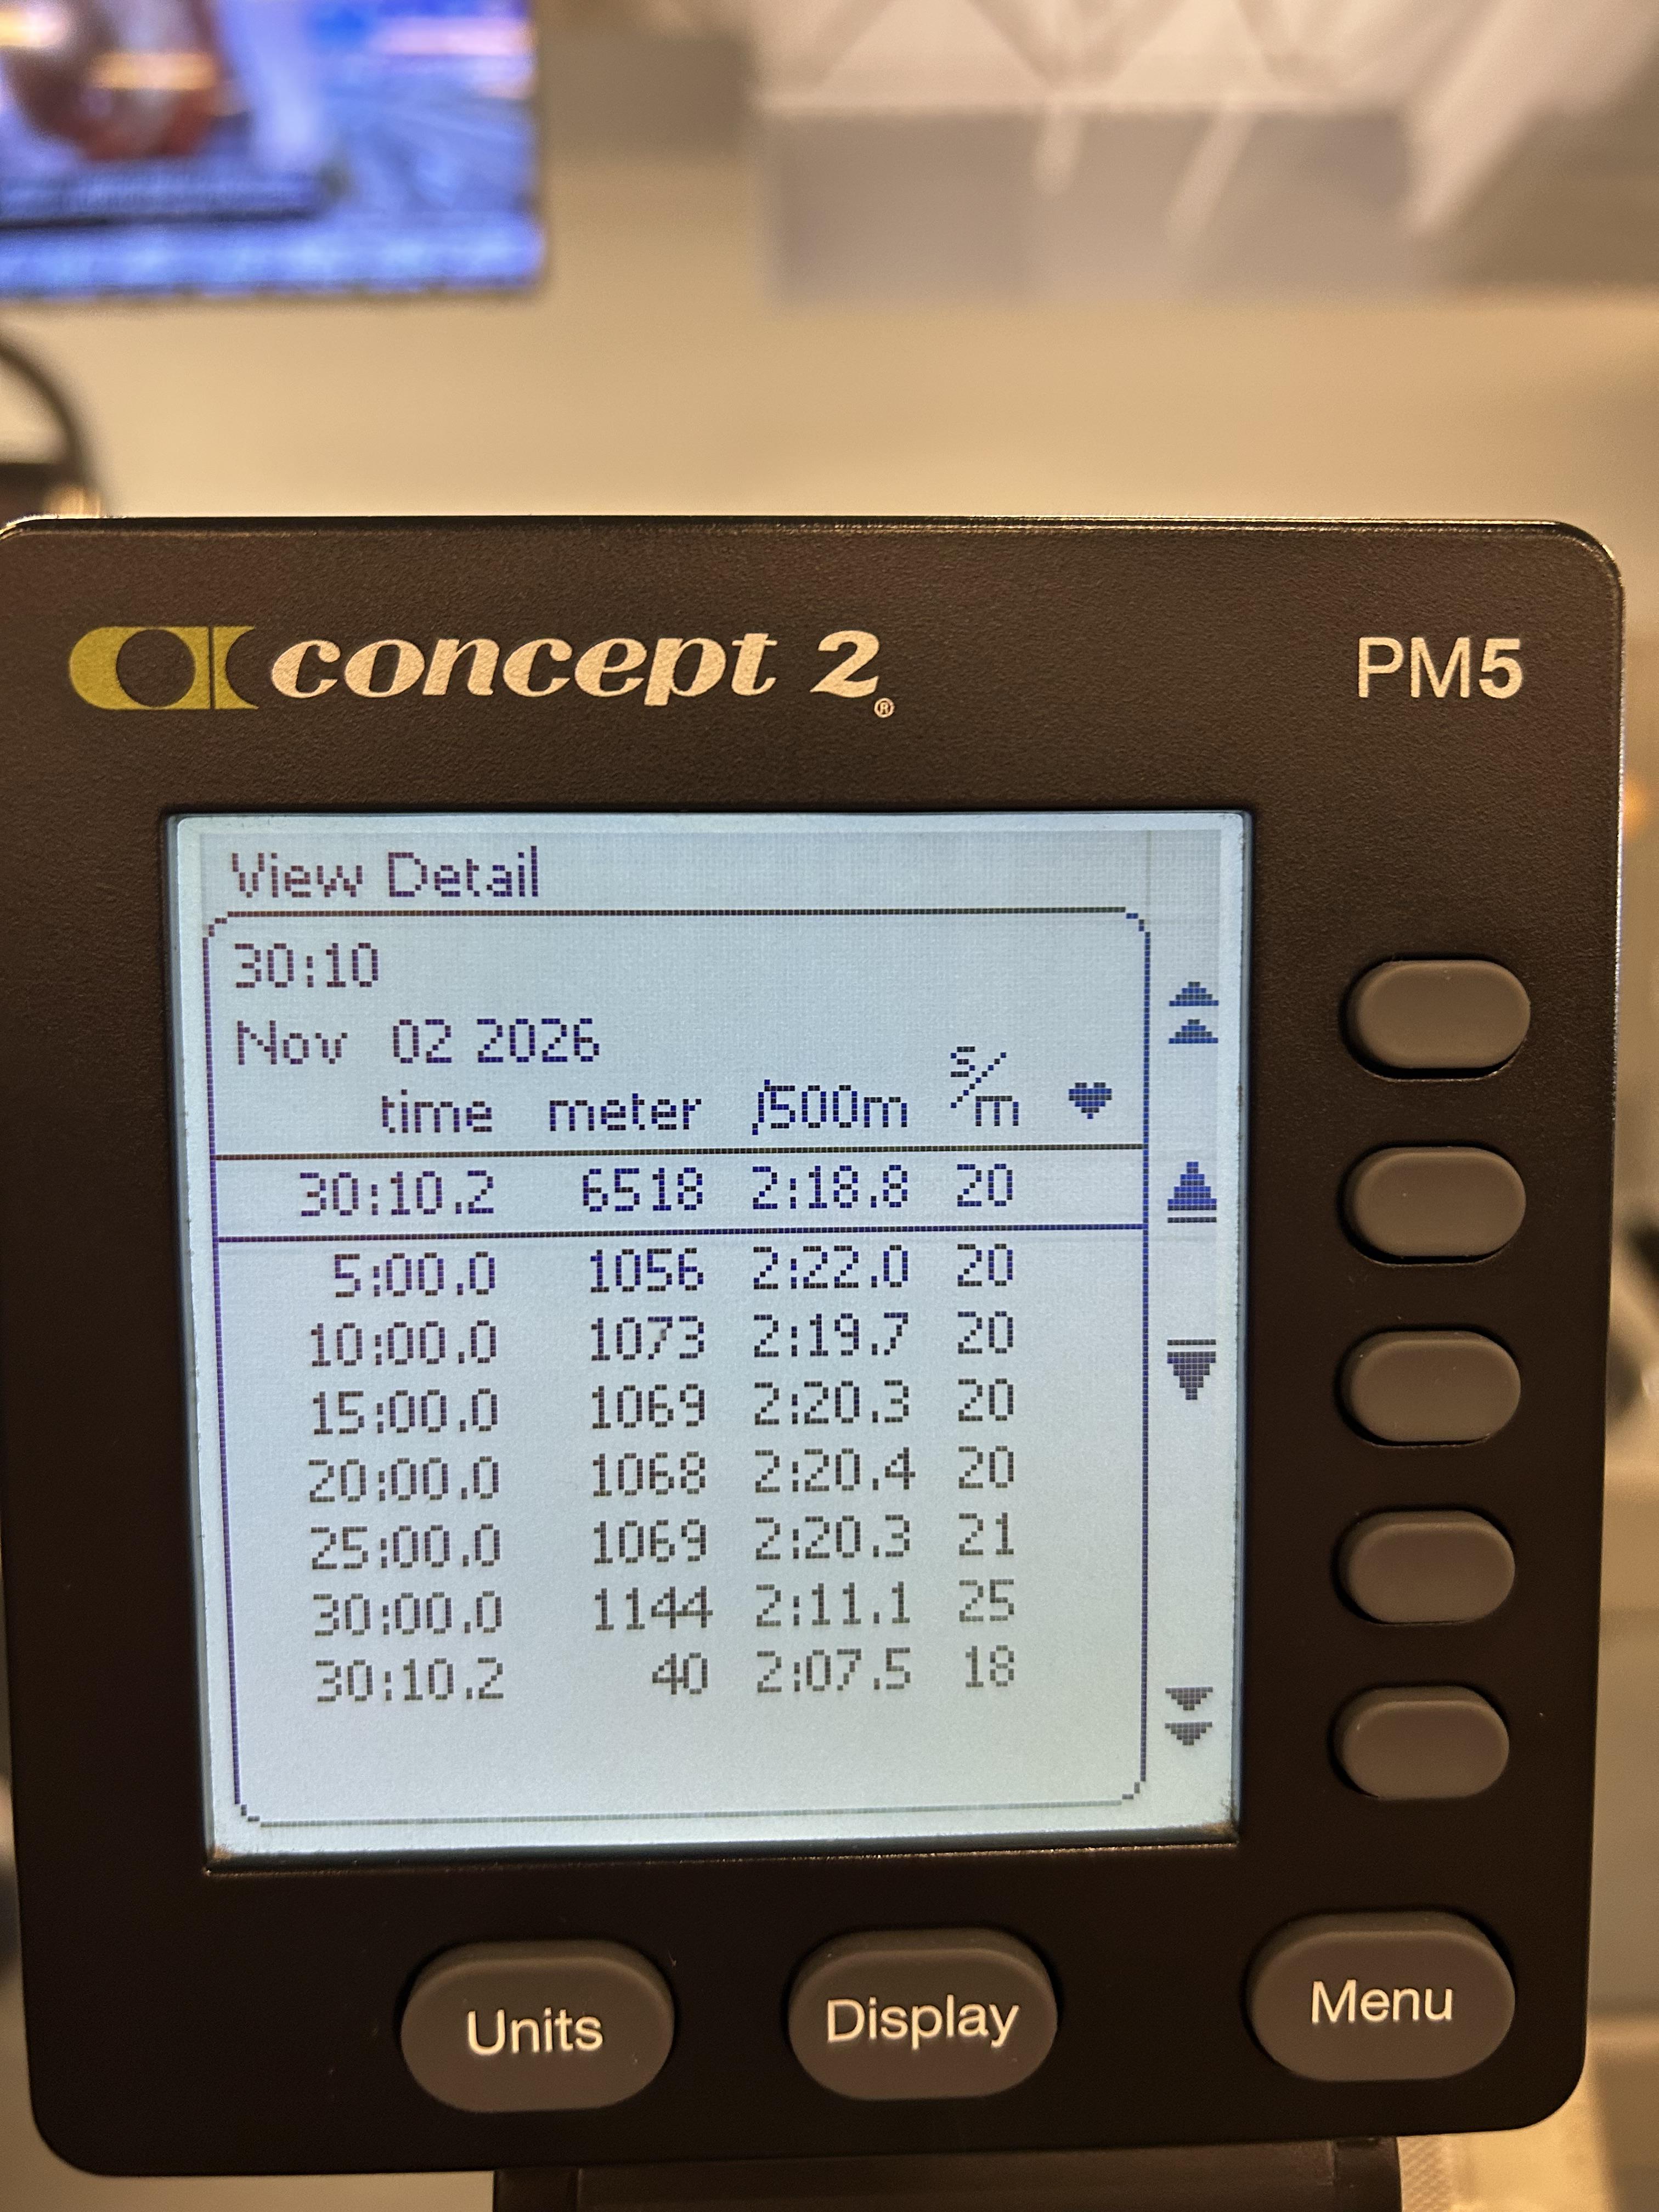 concept 2®
PM5
View Detail
30:10
Nov 02 2026
time meter /500m s/m ♥
30:10.2 6518 2:18.8 20
5:00.0 1056 2:22.0 20
10:00.0 1073 2:19.7 20
15:00.0 1069 2:20.3 20
20:00.0 1068 2:20.4 20
25:00.0 1069 2:20.3 21
30:00.0 1144 2:11.1 25
30:10.2 40 2:07.5 18
Units Display Menu